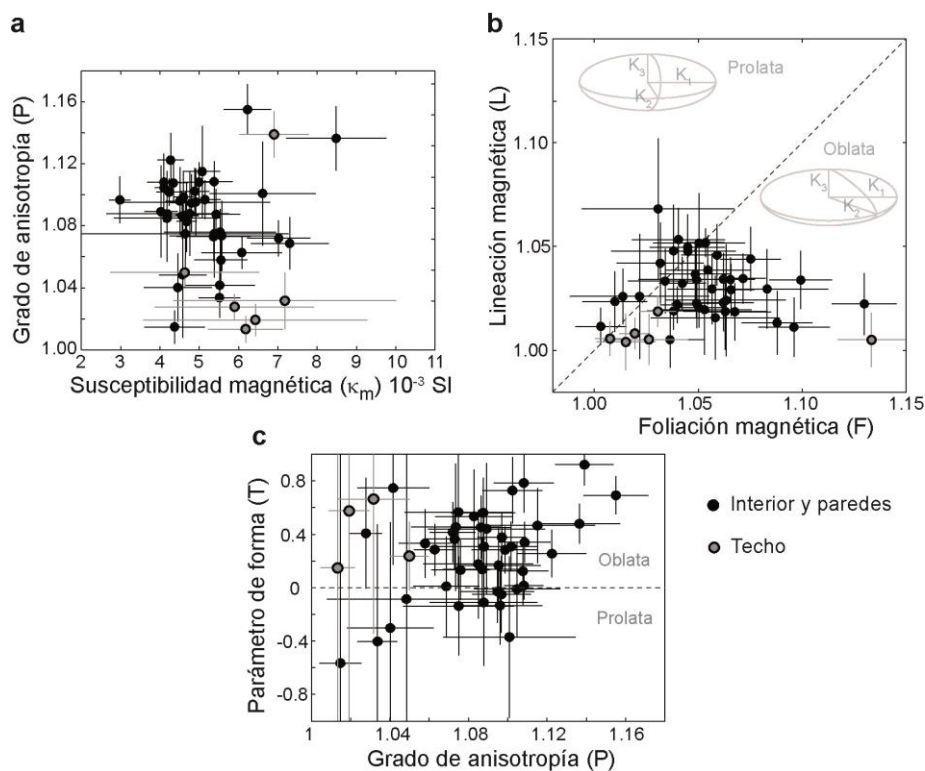 a
Grado de anisotropía (P)
1.16
1.12
1.08
1.04
1.00
2 3 4 5 6 7 8 9 10 11
Susceptibilidad magnética (κm) 10⁻³ SI
b
Lineación magnética (L)
1.15
1.10
1.05
1.00
K3 K1 K2 Prolata
Oblata
K3 K1 K2
1.00 1.05 1.10 1.15
Foliación magnética (F)
c
Parámetro de forma (T)
0.8
0.4
0
-0.4
-0.8
Oblata
Prolata
1 1.04 1.08 1.12 1.16
Grado de anisotropía (P)
Interior y paredes
Techo